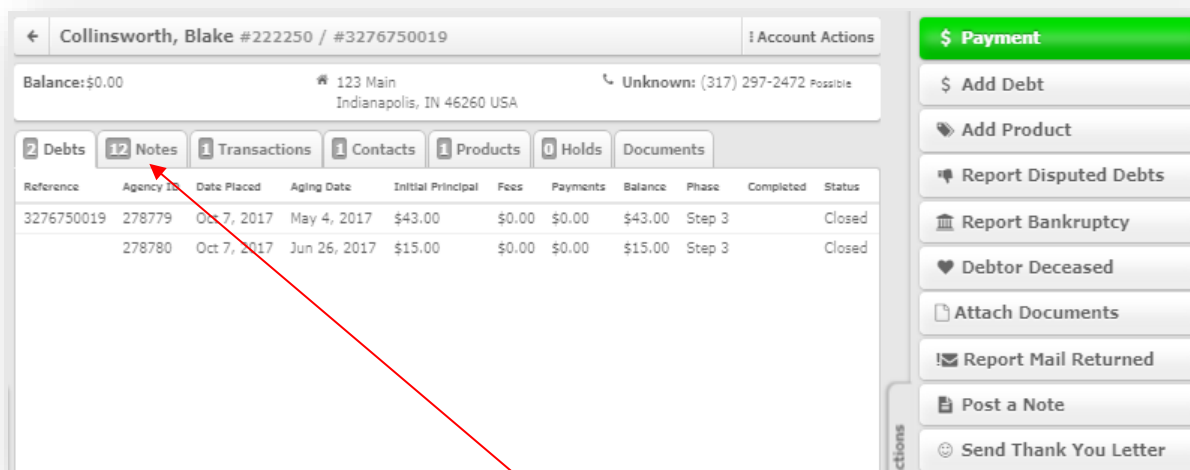 Collinsworth, Blake #222250 / #3276750019
Account Actions
Balance:$0.00
123 Main
Indianapolis, IN 46260 USA
Unknown: (317) 297-2472 Possible
2 Debts 12 Notes 1 Transactions 1 Contacts 1 Products 0 Holds Documents
Reference Agency ID Date Placed Aging Date Initial Principal Fees Payments Balance Phase Completed Status
3276750019 278779 Oct 7, 2017 May 4, 2017 $43.00 $0.00 $0.00 $43.00 Step 3 Closed
278780 Oct 7, 2017 Jun 26, 2017 $15.00 $0.00 $0.00 $15.00 Step 3 Closed
$ Payment
$ Add Debt
Add Product
Report Disputed Debts
Report Bankruptcy
Debtor Deceased
Attach Documents
Report Mail Returned
Post a Note
Send Thank You Letter